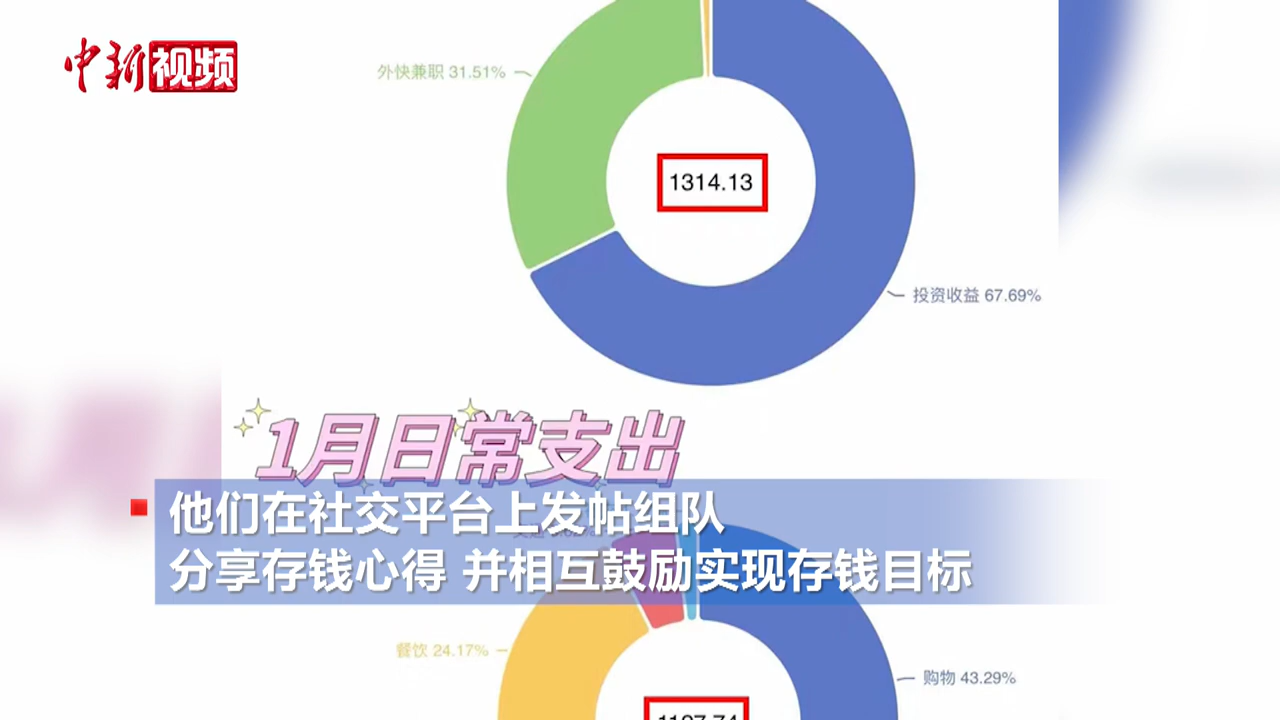 中新视频
外快兼职 31.51%
1314.13
投资收益 67.69%
1月日常支出
他们在社交平台上发帖组队
分享存钱心得 并相互鼓励实现存钱目标
餐饮 24.17%
购物 43.29%